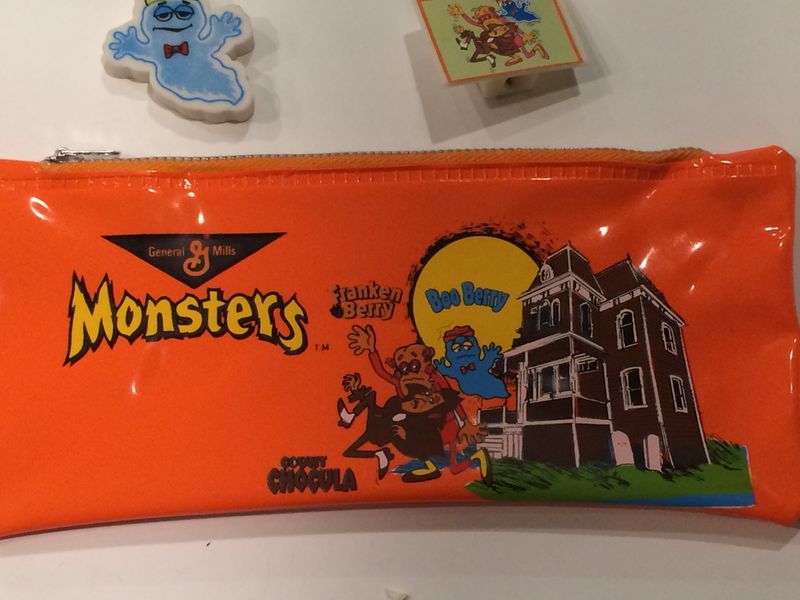 General G Mills
Monsters TM
Franken Berry
Boo Berry
COUNT CHOCULA